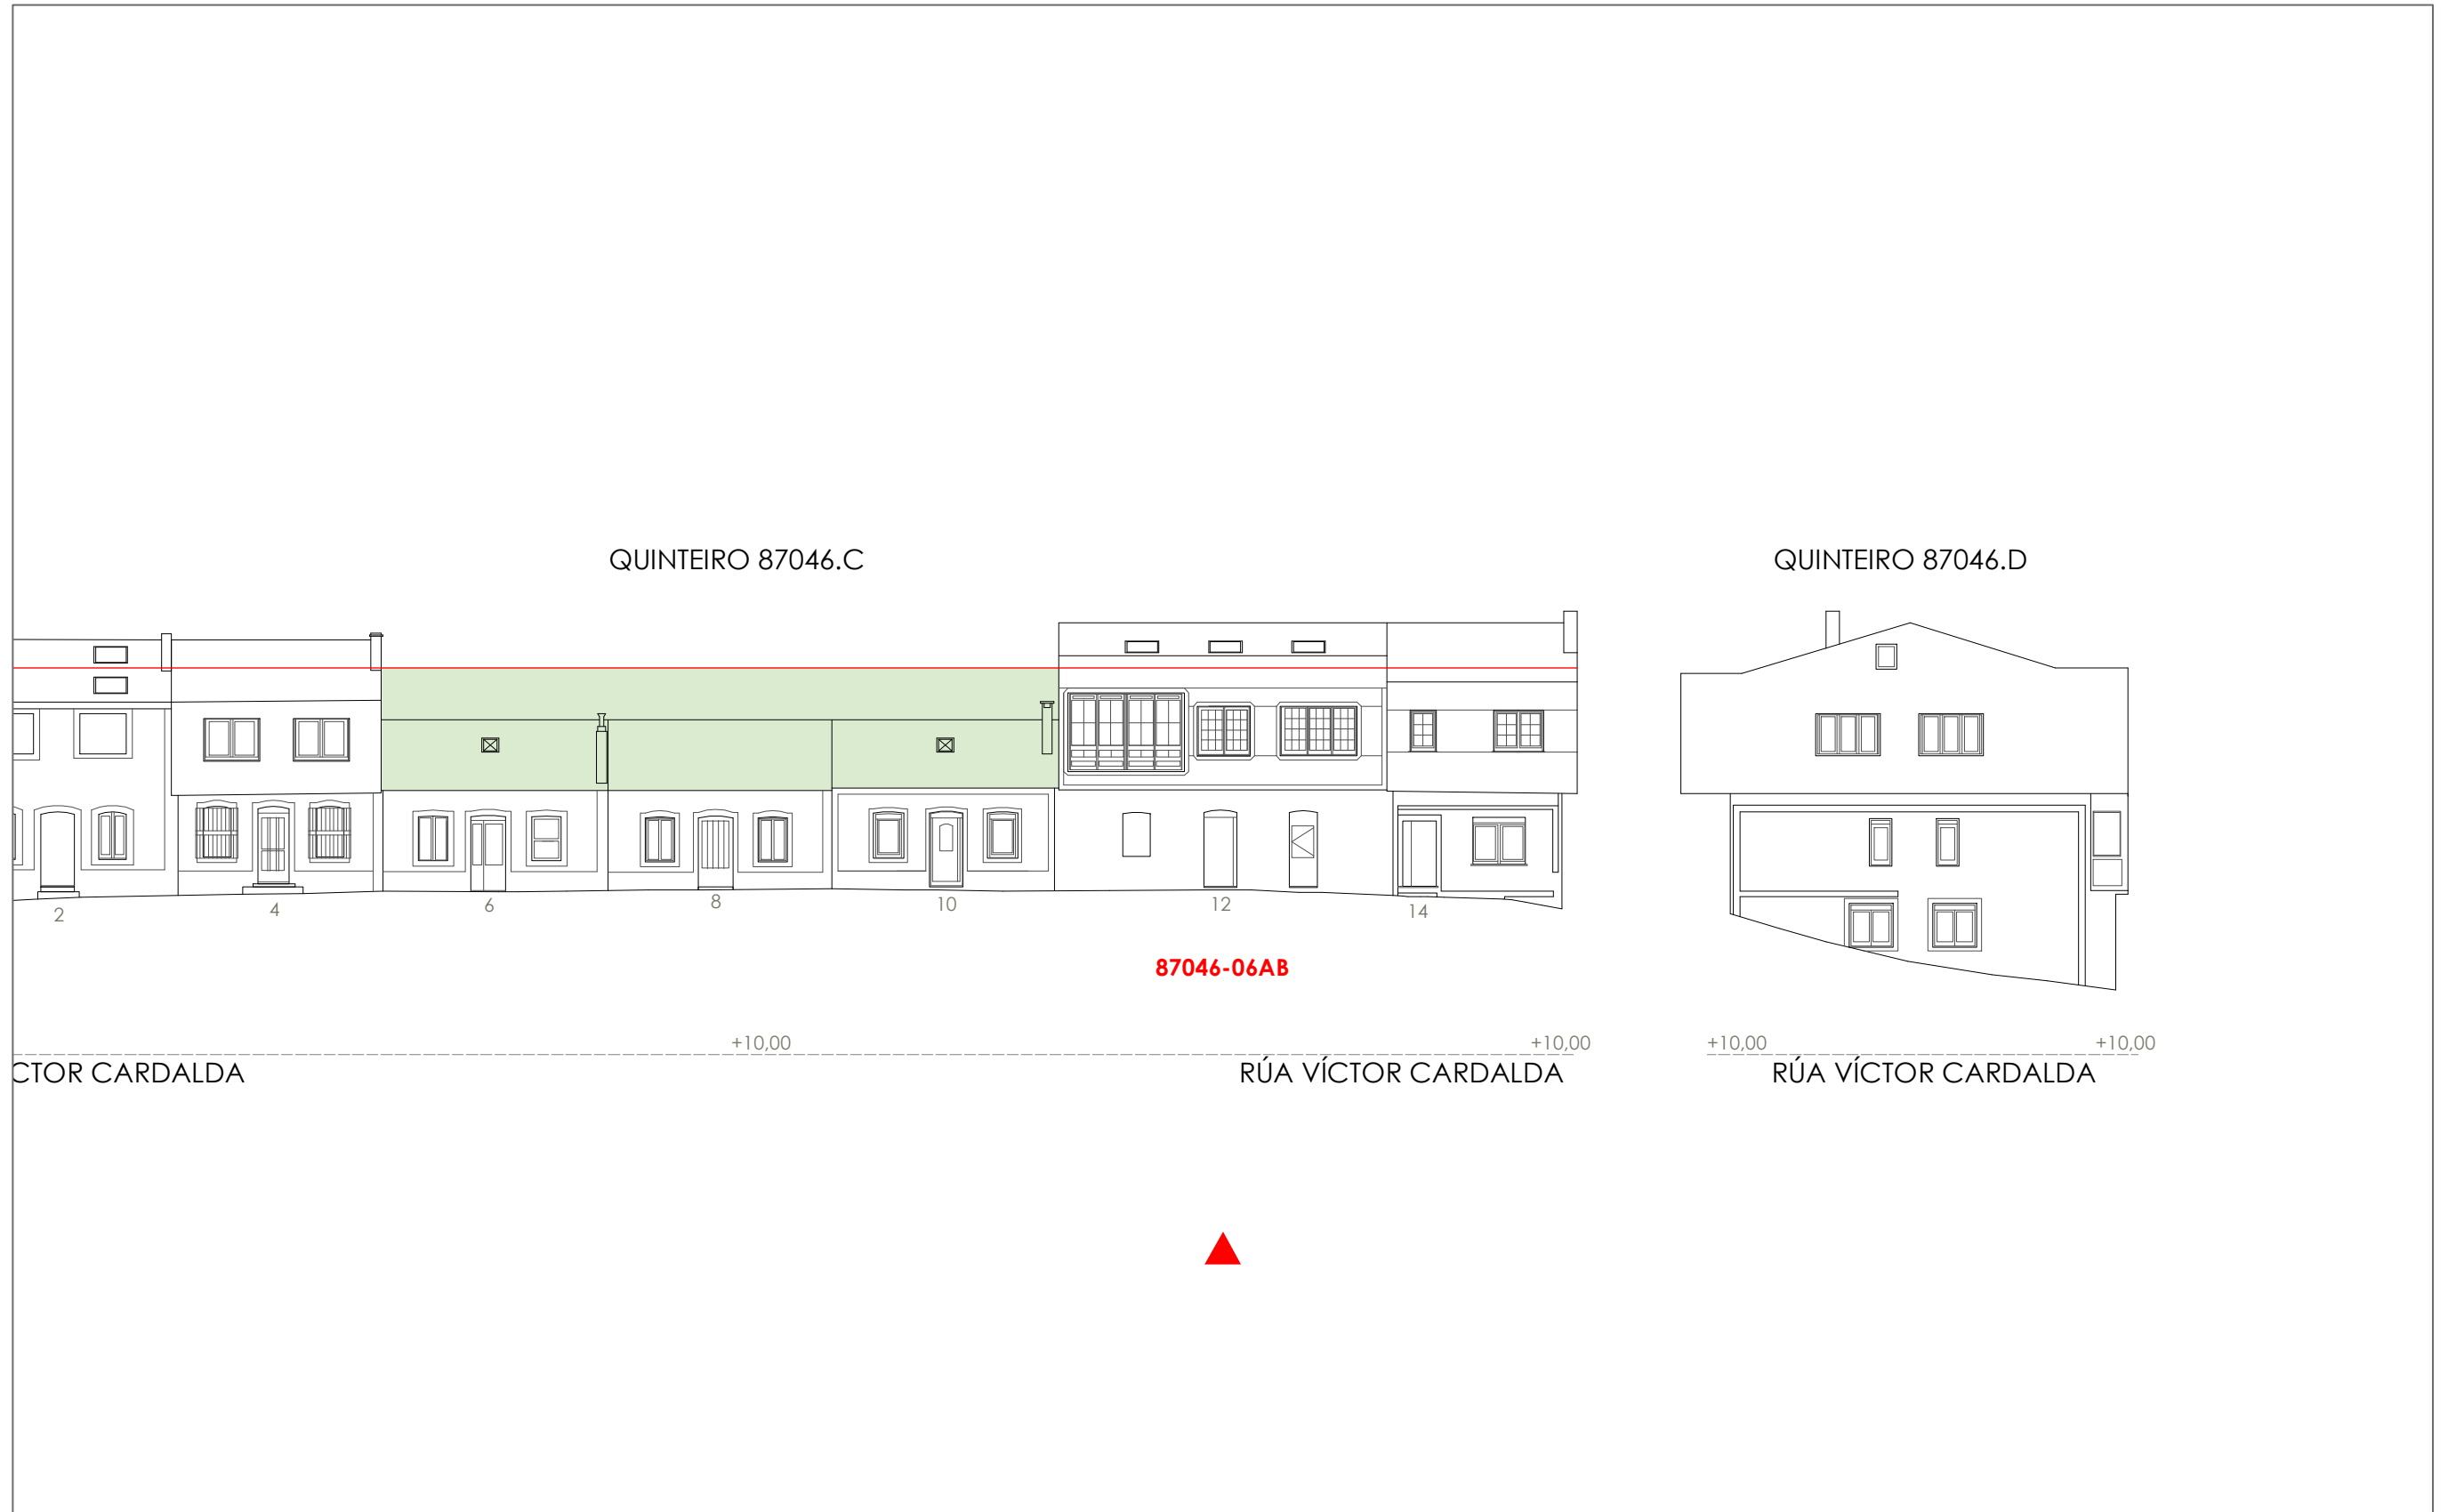 QUINTEIRO 87046.C
QUINTEIRO 87046.D
2
4
6
8
10
12
14
87046-06AB
+10,00
+10,00
+10,00
+10,00
CTOR CARDALDA
RÚA VÍCTOR CARDALDA
RÚA VÍCTOR CARDALDA